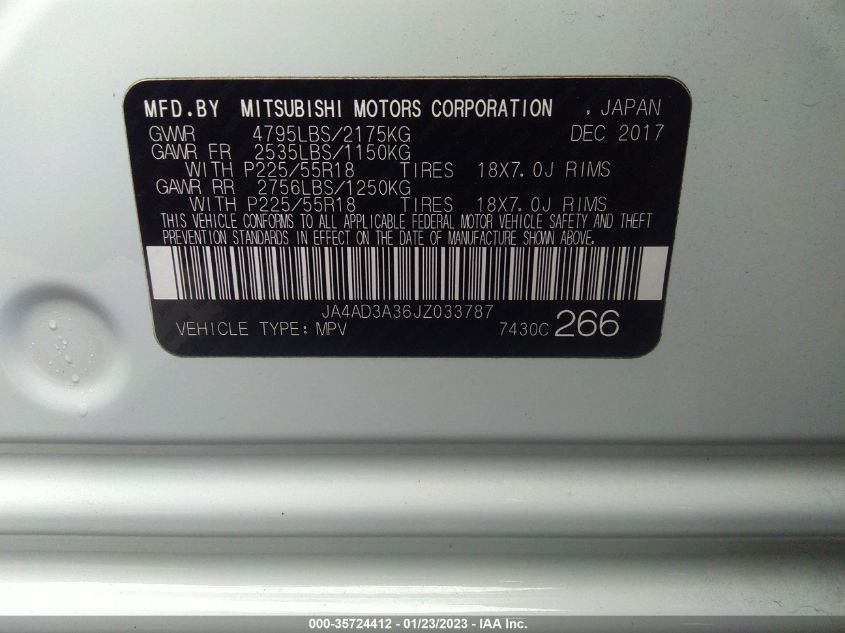 MFD.BY MITSUBISHI MOTORS CORPORATION , JAPAN
GVWR 4795LBS/2175KG DEC 2017
GAWR FR 2535LBS/1150KG
WITH P225/55R18 TIRES 18X7.0J RIMS
GAWR RR 2756LBS/1250KG
WITH P225/55R18 TIRES 18X7.0J RIMS
THIS VEHICLE CONFORMS TO ALL APPLICABLE FEDERAL MOTOR VEHICLE SAFETY AND THEFT
PREVENTION STANDARDS IN EFFECT ON THE DATE OF MANUFACTURE SHOWN ABOVE.
JA4AD3A36JZ033787
VEHICLE TYPE: MPV 7430C 266
000-35724412 - 01/23/2023 - IAA Inc.